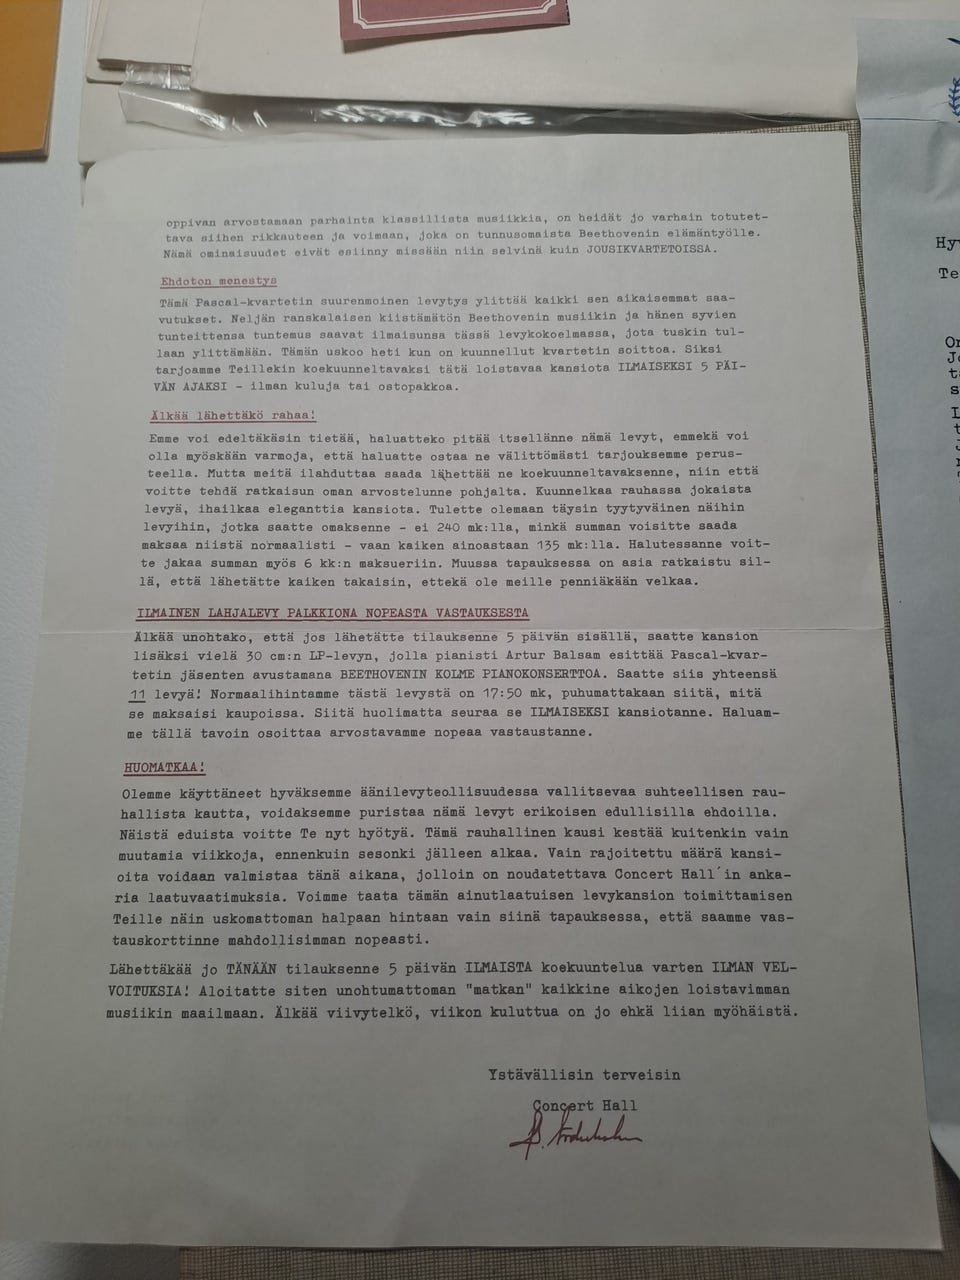 oppivan arvostamaan parhainta klassillista musiikkia, on heidät jo varhain totutet-
tava siihen rikkauteen ja voimaan, joka on tunnusomaista Beethovenin elämäntyölle.
Nämä ominaisuudet eivät esiinny missään niin selvinä kuin JOUSIKVARTETOISSA.
Ehdoton menestys
Tämä Pascal-kvartetin suurenmoinen levytys ylittää kaikki sen aikaisemmat saa-
vutukset. Neljän ranskalaisen kiistämätön Beethovenin musiikin ja hänen syvien
tunteittensa tuntemus saavat ilmaisunsa tässä levykokoelmassa, jota tuskin tul-
laan ylittämään. Tämän uskoo heti kun on kuunnellut kvartetin soittoa. Siksi
tarjoamme Teillekin koekuunneltavaksi tätä loistavaa kansiota ILMAISEKSI 5 PÄI-
VÄN AJAKSI - ilman kuluja tai ostopakkoa.
Älkää lähettäkö rahaa!
Emme voi edeltäkäsin tietää, haluatteko pitää itsellänne nämä levyt, emmekä voi
olla myöskään varmoja, että haluatte ostaa ne välittömästi tarjouksemme perus-
teella. Mutta meitä ilahduttaa saada lähettää ne koekuunneltavaksenne, niin että
voitte tehdä ratkaisun oman arvostelunne pohjalta. Kuunnelkaa rauhassa jokaista
levyä, ihailkaa eleganttia kansiota. Tulette olemaan täysin tyytyväinen näihin
levyihin, jotka saatte omaksenne - ei 240 mk:lla, minkä summan voisitte saada
maksaa niistä normaalisti - vaan kaiken ainoastaan 135 mk:lla. Halutessanne voit-
te jakaa summan myös 6 kk:n maksueriin. Muussa tapauksessa on asia ratkaistu sil-
lä, että lähetätte kaiken takaisin, ettekä ole meille penniäkään velkaa.
ILMAINEN LAHJALEVY PALKKIONA NOPEASTA VASTAUKSESTA
Älkää unohtako, että jos lähetätte tilauksenne 5 päivän sisällä, saatte kansion
lisäksi vielä 30 cm:n LP-levyn, jolla pianisti Artur Balsam esittää Pascal-kvar-
tetin jäsenten avustamana BEETHOVENIN KOLME PIANOKONSERTTOA. Saatte siis yhteensä
11 levyä! Normaalihintamme tästä levystä on 17:50 mk, puhumattakaan siitä, mitä
se maksaisi kaupoissa. Siitä huolimatta seuraa se ILMAISEKSI kansiotanne. Haluam-
me tällä tavoin osoittaa arvostavamme nopeaa vastaustanne.
HUOMATKAA!
Olemme käyttäneet hyväksemme äänilevyteollisuudessa vallitsevaa suhteellisen rau-
hallista kautta, voidaksemme puristaa nämä levyt erikoisen edullisilla ehdoilla.
Näistä eduista voitte Te nyt hyötyä. Tämä rauhallinen kausi kestää kuitenkin vain
muutamia viikkoja, ennenkuin sesonki jälleen alkaa. Vain rajoitettu määrä kansi-
oita voidaan valmistaa tänä aikana, jolloin on noudatettava Concert Hall´in anka-
ria laatuvaatimuksia. Voimme taata tämän ainutlaatuisen levykansion toimittamisen
Teille näin uskomattoman halpaan hintaan vain siinä tapauksessa, että saamme vas-
tauskorttinne mahdollisimman nopeasti.
Lähettäkää jo TÄNÄÄN tilauksenne 5 päivän ILMAISTA koekuuntelua varten ILMAN VEL-
VOITUKSIA! Aloitatte siten unohtumattoman "matkan" kaikkine aikojen loistavimman
musiikin maailmaan. Älkää viivytelkö, viikon kuluttua on jo ehkä liian myöhäistä.
Ystävällisin terveisin
Concert Hall